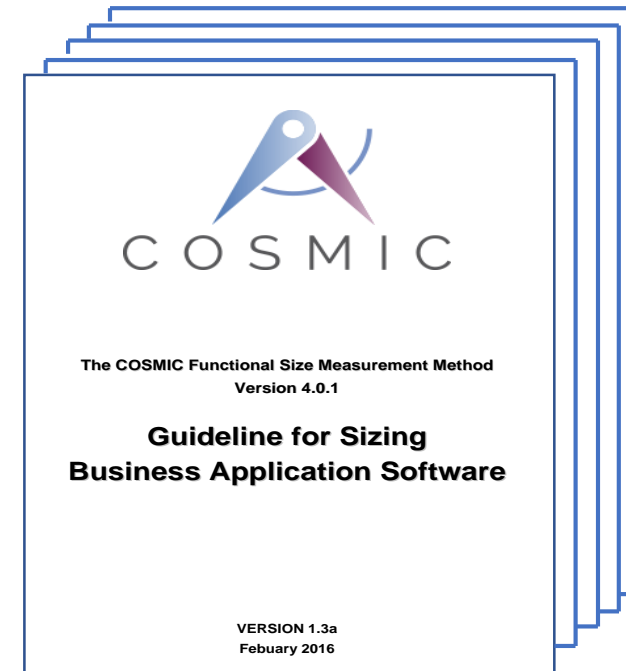 COSMIC
The COSMIC Functional Size Measurement Method
Version 4.0.1
Guideline for Sizing
Business Application Software
VERSION 1.3a
Febuary 2016